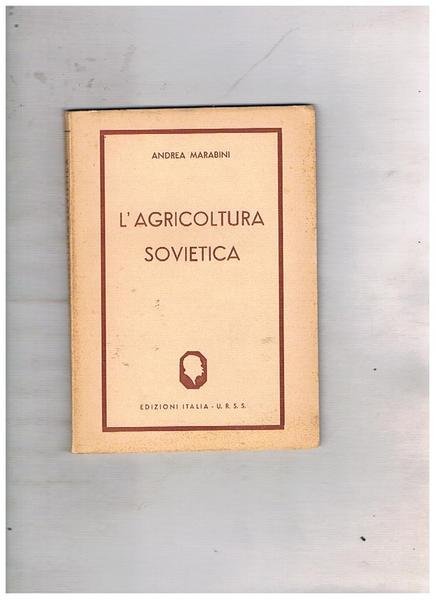 ANDREA MARABINI
L'AGRICOLTURA
SOVIETICA
EDIZIONI ITALIA - U. R. S. S.